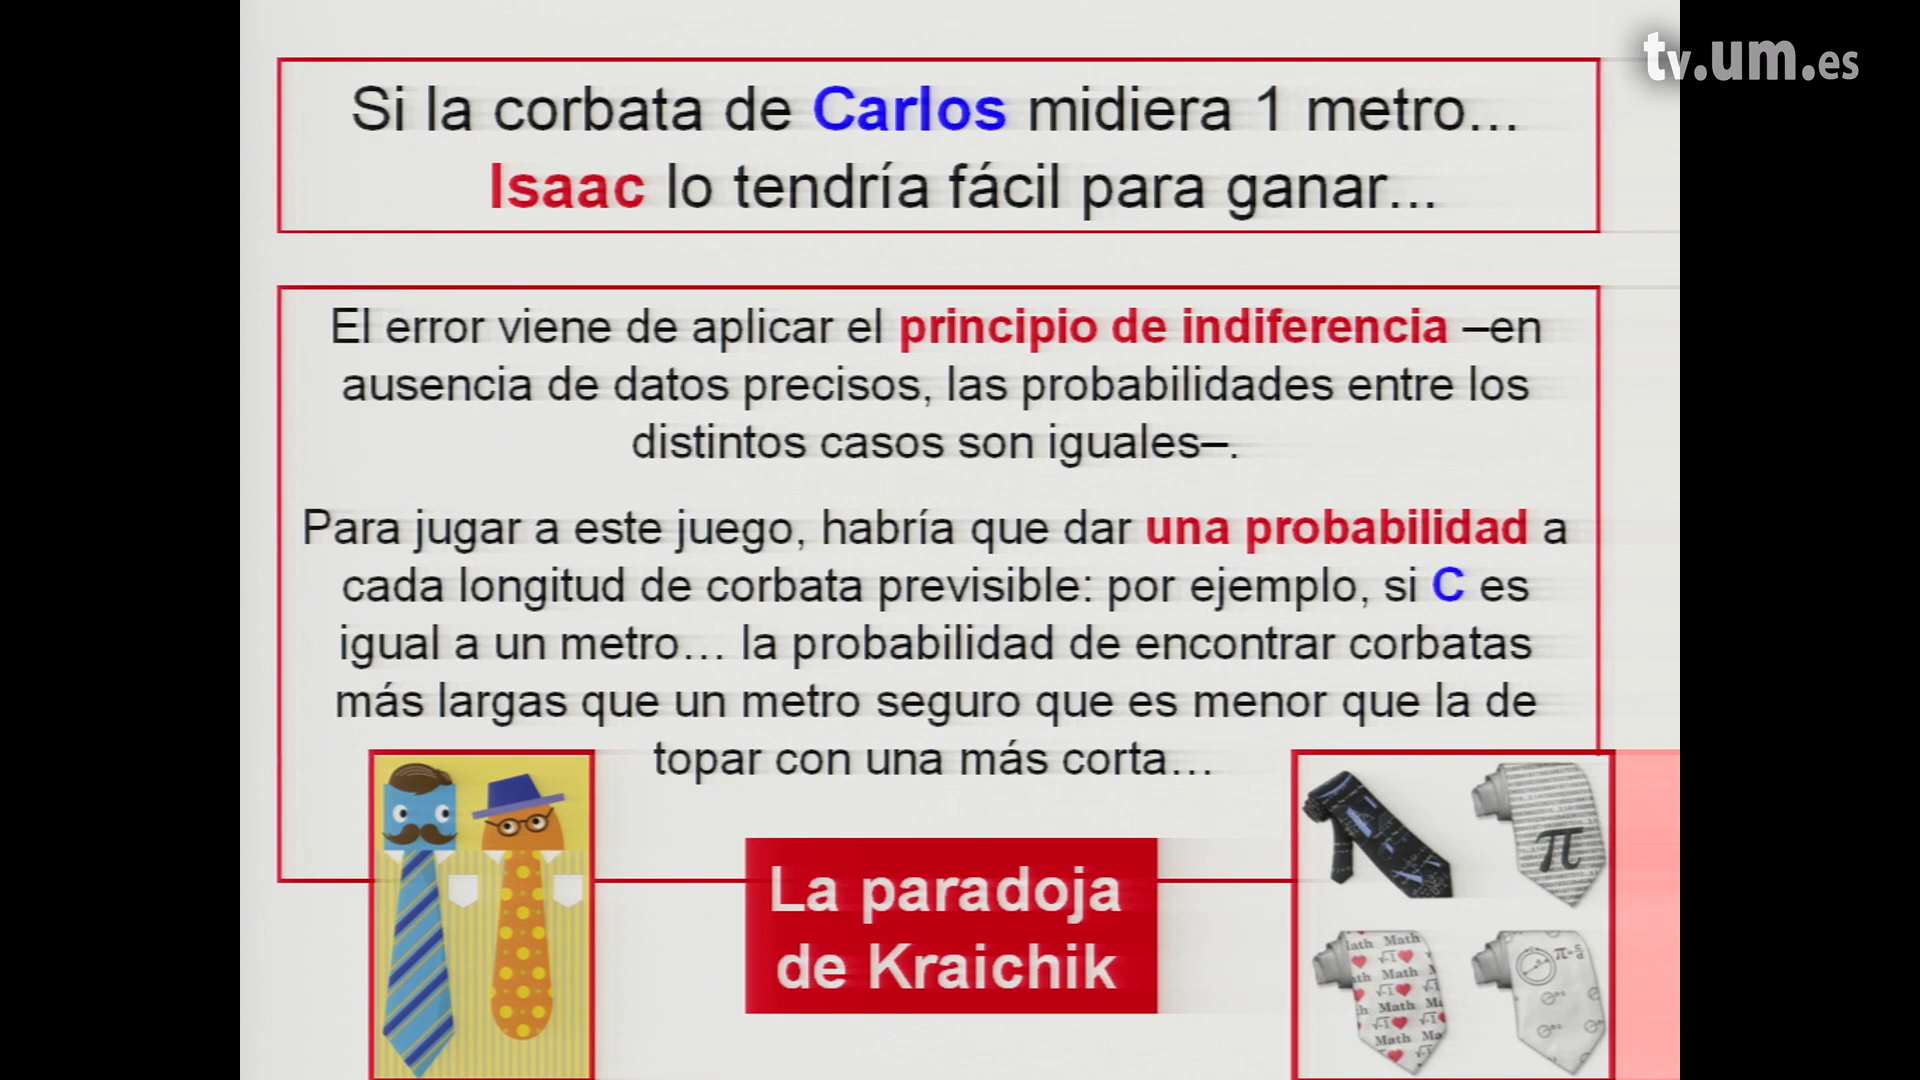 tv.um.es
Si la corbata de Carlos midiera 1 metro...
Isaac lo tendría fácil para ganar...
El error viene de aplicar el principio de indiferencia –en
ausencia de datos precisos, las probabilidades entre los
distintos casos son iguales–.
Para jugar a este juego, habría que dar una probabilidad a
cada longitud de corbata previsible: por ejemplo, si C es
igual a un metro… la probabilidad de encontrar corbatas
más largas que un metro seguro que es menor que la de
topar con una más corta…
La paradoja
de Kraichik
π
Math
Math
Math
Math
Math